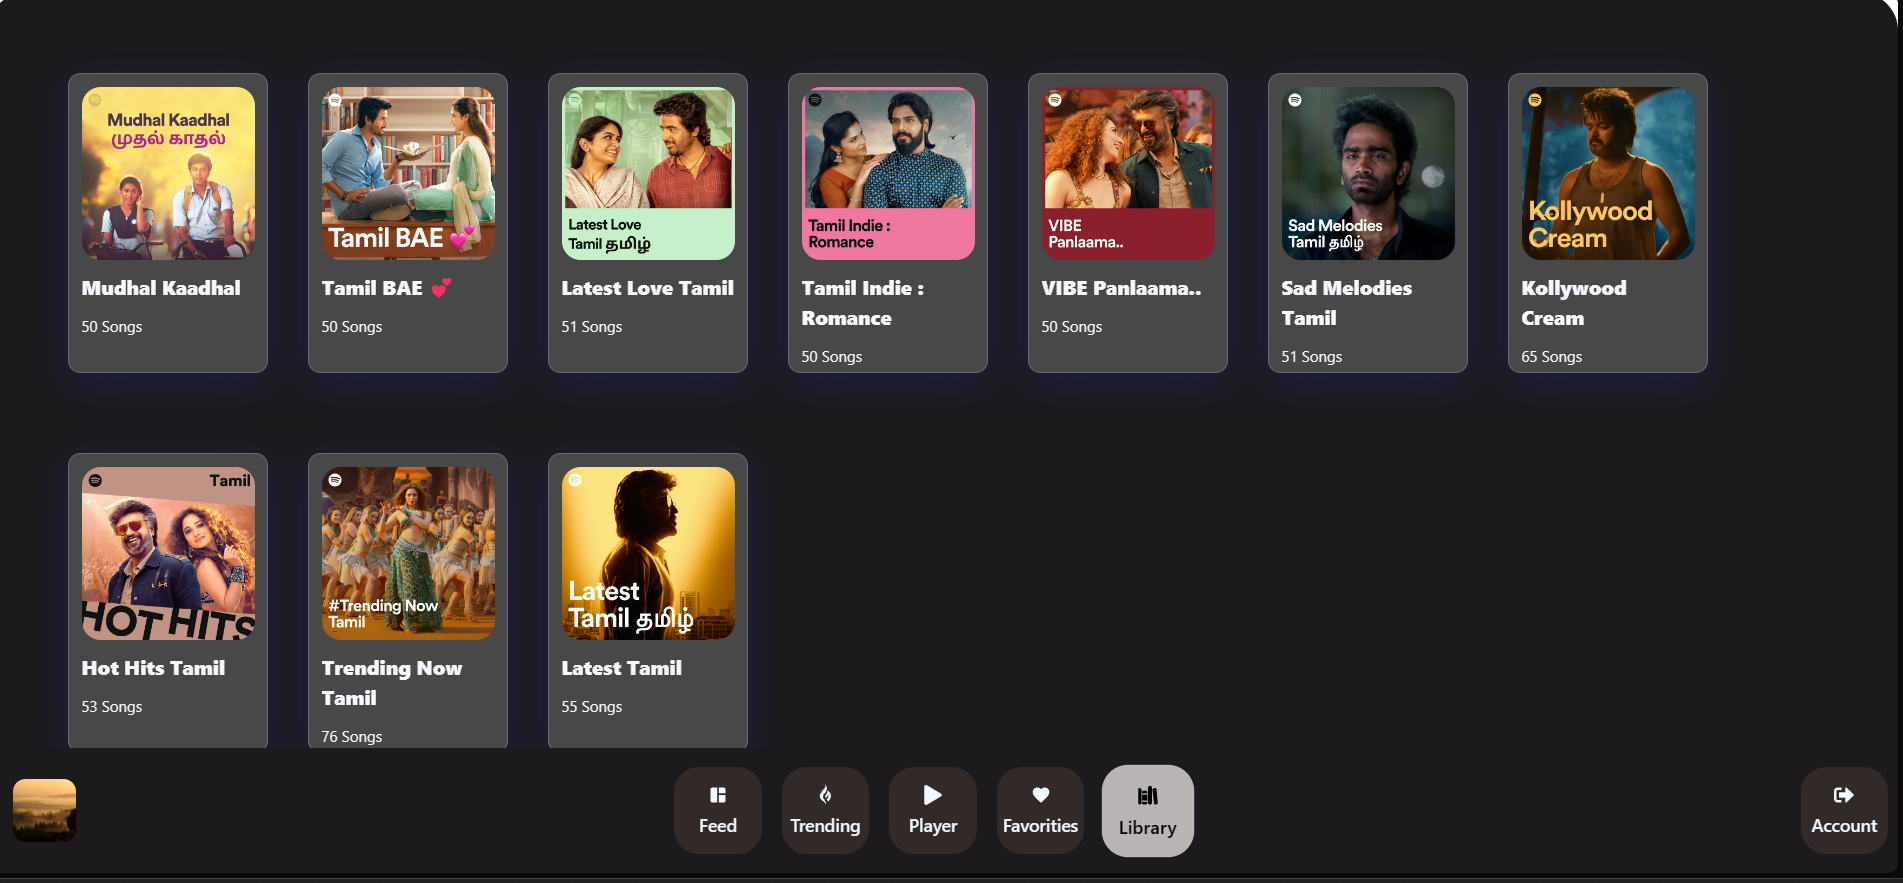 Mudhal Kaadhal
முதல் காதல்
Mudhal Kaadhal
50 Songs
Tamil BAE 💕
Tamil BAE 💕
50 Songs
Latest Love
Tamil தமிழ்
Latest Love Tamil
51 Songs
Tamil Indie :
Romance
Tamil Indie :
Romance
50 Songs
VIBE
Panlaama..
VIBE Panlaama..
50 Songs
Sad Melodies
Tamil தமிழ்
Sad Melodies
Tamil
51 Songs
Kollywood
Cream
Kollywood
Cream
65 Songs
Tamil
HOT HITS
Hot Hits Tamil
53 Songs
#Trending Now
Tamil
Trending Now
Tamil
76 Songs
Latest
Tamil தமிழ்
Latest Tamil
55 Songs
Feed
Trending
Player
Favorities
Library
Account